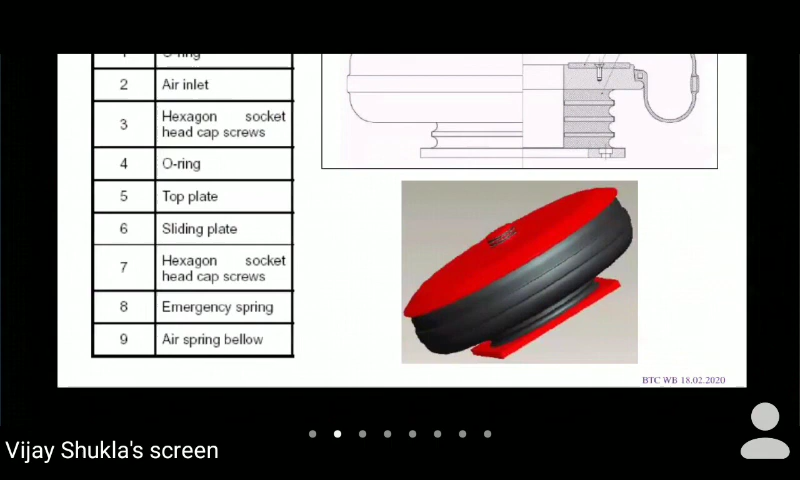 1 O-ring
2 Air inlet
3 Hexagon socket
head cap screws
4 O-ring
5 Top plate
6 Sliding plate
7 Hexagon socket
head cap screws
8 Emergency spring
9 Air spring bellow
BTC WB 18.02.2020
Vijay Shukla's screen